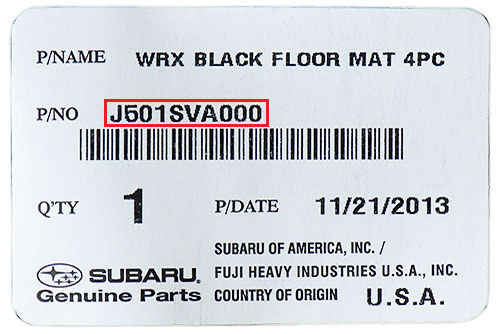 P/NAME WRX BLACK FLOOR MAT 4PC
P/NO J501SVA000
Q'TY 1 P/DATE 11/21/2013
SUBARU OF AMERICA, INC. /
SUBARU. FUJI HEAVY INDUSTRIES U.S.A., INC.
Genuine Parts COUNTRY OF ORIGIN U.S.A.